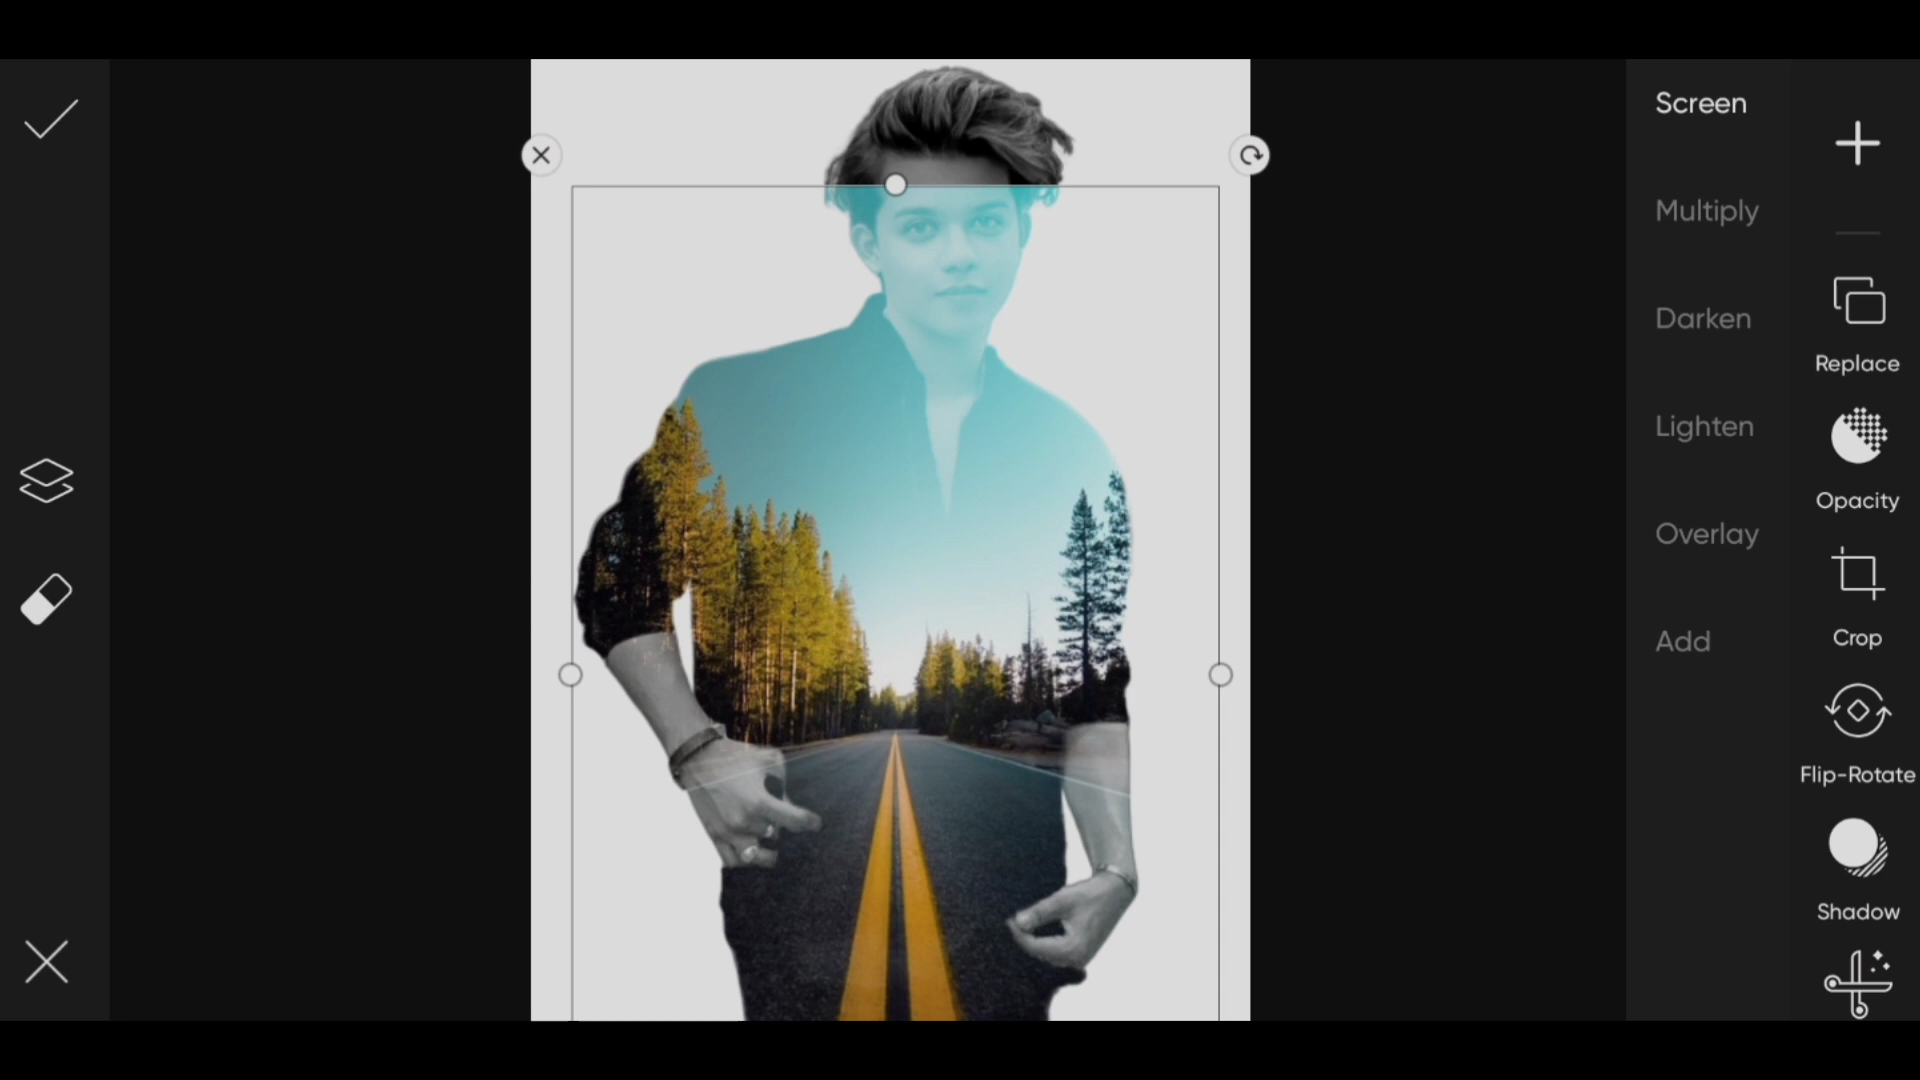 Screen
Multiply
Darken
Lighten
Overlay
Add
Replace
Opacity
Crop
Flip-Rotate
Shadow